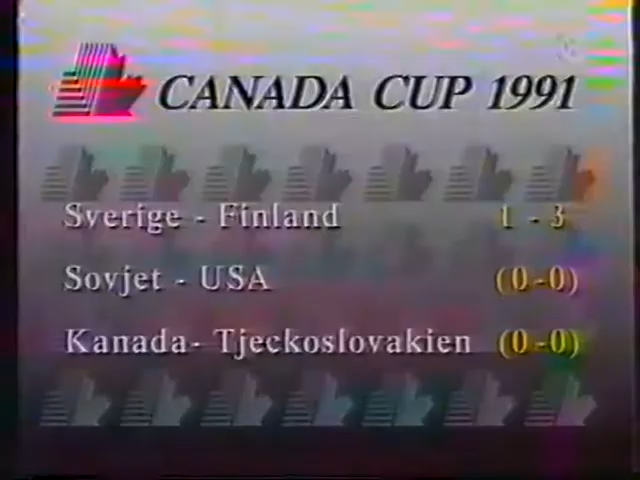 CANADA CUP 1991
Sverige - Finland 1 - 3
Sovjet - USA (0-0)
Kanada- Tjeckoslovakien (0-0)